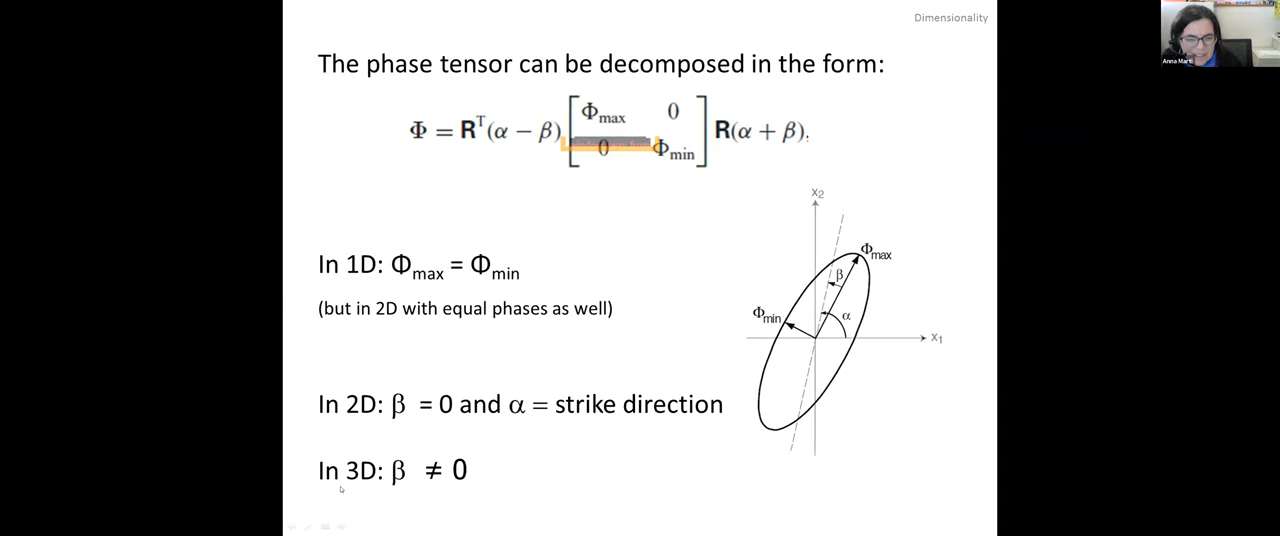 Dimensionality
Anna Martí
The phase tensor can be decomposed in the form:
Φ = Rᵀ(α − β) [Φmax 0
0 Φmin] R(α + β).
X2
Φmax
In 1D: Φmax = Φmin
β
(but in 2D with equal phases as well)
Φmin
α
X1
In 2D: β = 0 and α = strike direction
In 3D: β ≠ 0